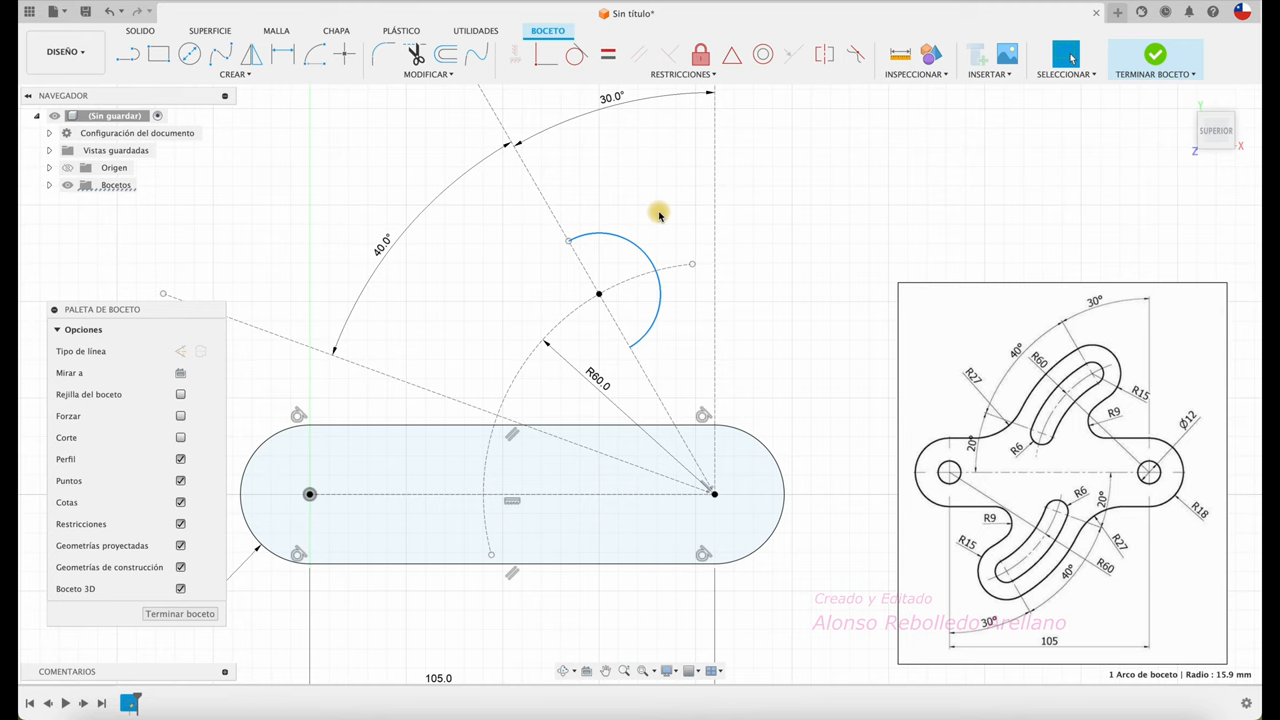 Sin título*
DISEÑO
SOLIDO
SUPERFICIE
MALLA
CHAPA
PLÁSTICO
UTILIDADES
BOCETO
CREAR
MODIFICAR
RESTRICCIONES
INSPECCIONAR
INSERTAR
SELECCIONAR
TERMINAR BOCETO
NAVEGADOR
(Sin guardar)
Configuración del documento
Vistas guardadas
Origen
Bocetos
PALETA DE BOCETO
Opciones
Tipo de línea
Mirar a
Rejilla del boceto
Forzar
Corte
Perfil
Puntos
Cotas
Restricciones
Geometrías proyectadas
Geometrías de construcción
Boceto 3D
Terminar boceto
COMENTARIOS
30.0°
40.0°
R60.0
105.0
Y
SUPERIOR
X
Z
30°
40°
R60
R27
R15
R9
Ø12
R6
20°
R6
20°
R18
R9
R27
R15
R60
40°
30°
105
Creado y Editado
Alonso Rebolledo Arellano
1 Arco de boceto | Radio : 15.9 mm